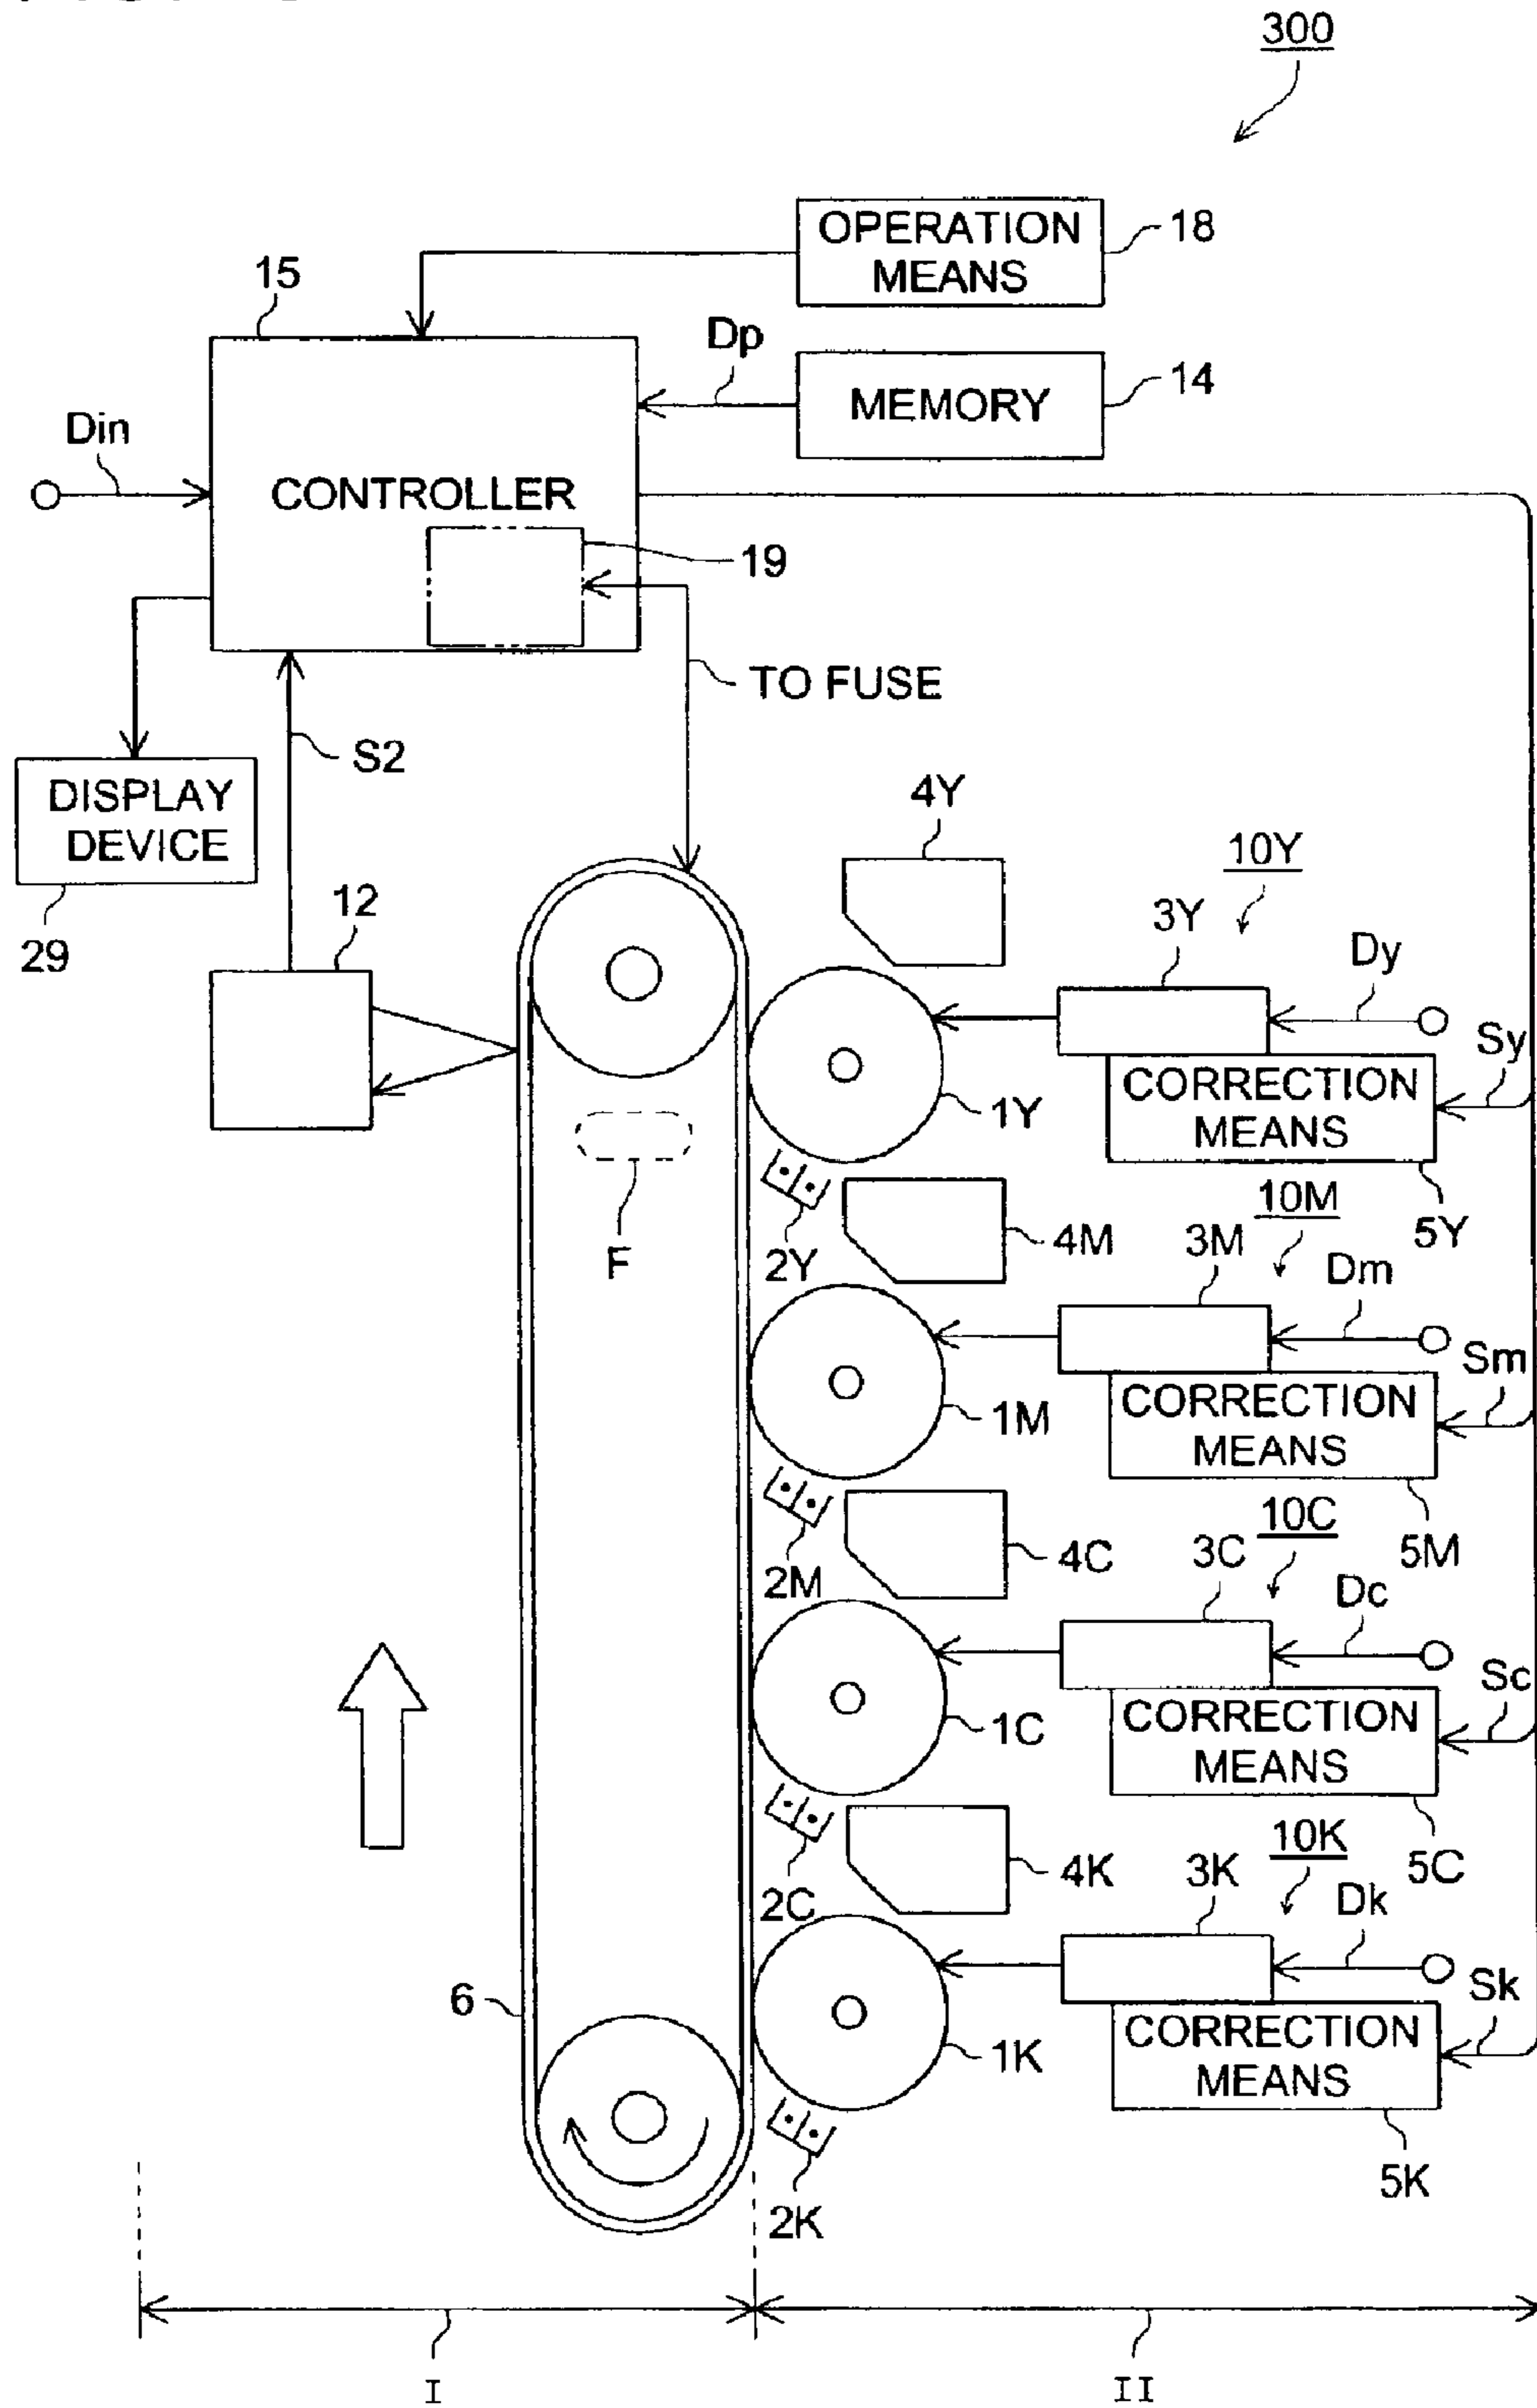 300
OPERATION
MEANS
18
15
Dp
MEMORY
14
Din
CONTROLLER
19
TO FUSE
S2
DISPLAY
DEVICE
29
12
4Y
10Y
3Y
Dy
Sy
CORRECTION
MEANS
1Y
5Y
F
2Y
4M
10M
3M
Dm
Sm
CORRECTION
MEANS
1M
5M
2M
4C
10C
3C
Dc
Sc
CORRECTION
MEANS
1C
5C
2C
4K
10K
3K
Dk
Sk
6
CORRECTION
MEANS
1K
5K
2K
I
II